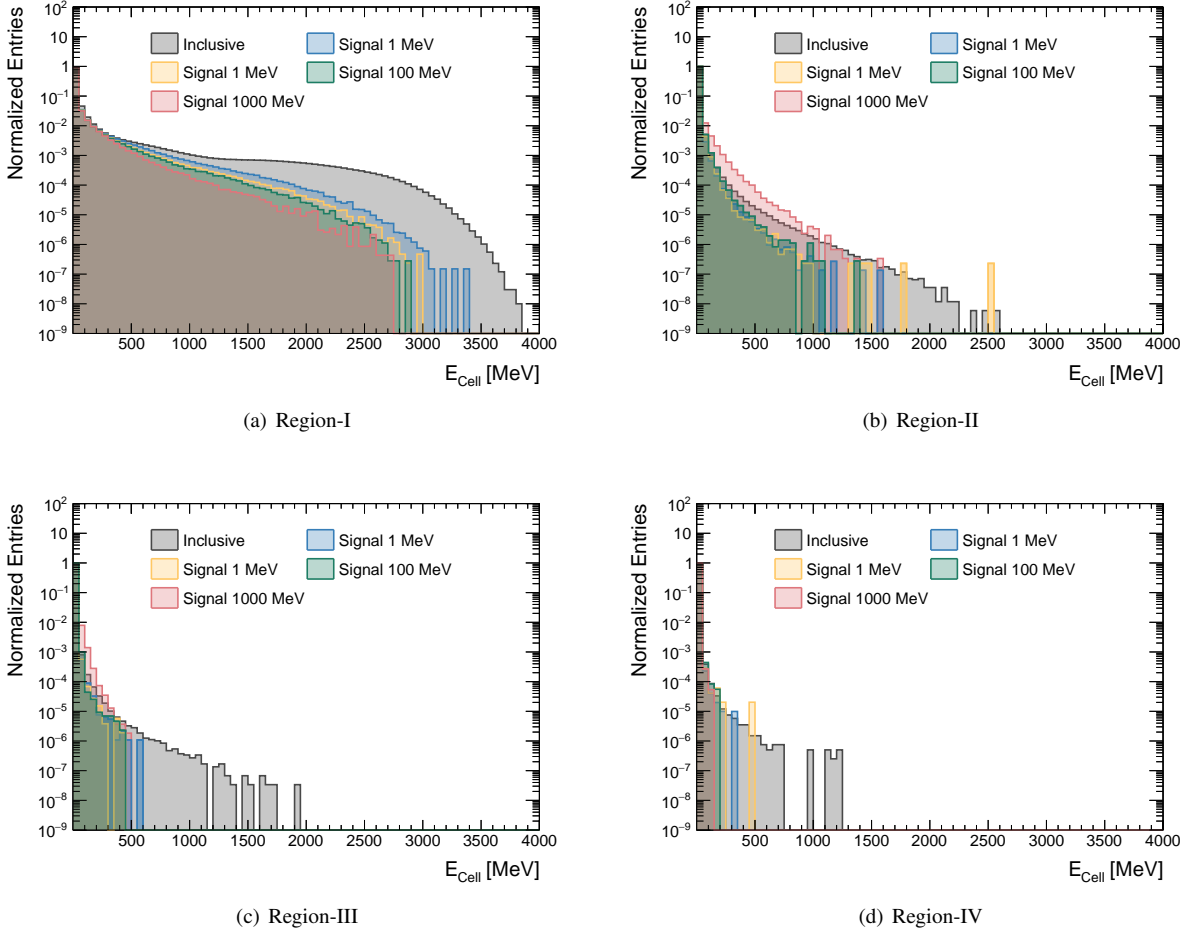 Normalized Entries
10²
10
1
10⁻¹
10⁻²
10⁻³
10⁻⁴
10⁻⁵
10⁻⁶
10⁻⁷
10⁻⁸
10⁻⁹
Inclusive Signal 1 MeV
Signal 1 MeV Signal 100 MeV
Signal 1000 MeV
500 1000 1500 2000 2500 3000 3500 4000
E_Cell [MeV]
(a) Region-I
Normalized Entries
10²
10
1
10⁻¹
10⁻²
10⁻³
10⁻⁴
10⁻⁵
10⁻⁶
10⁻⁷
10⁻⁸
10⁻⁹
Inclusive Signal 1 MeV
Signal 1 MeV Signal 100 MeV
Signal 1000 MeV
500 1000 1500 2000 2500 3000 3500 4000
E_Cell [MeV]
(b) Region-II
Normalized Entries
10²
10
1
10⁻¹
10⁻²
10⁻³
10⁻⁴
10⁻⁵
10⁻⁶
10⁻⁷
10⁻⁸
10⁻⁹
Inclusive Signal 1 MeV
Signal 1 MeV Signal 100 MeV
Signal 1000 MeV
500 1000 1500 2000 2500 3000 3500 4000
E_Cell [MeV]
(c) Region-III
Normalized Entries
10²
10
1
10⁻¹
10⁻²
10⁻³
10⁻⁴
10⁻⁵
10⁻⁶
10⁻⁷
10⁻⁸
10⁻⁹
Inclusive Signal 1 MeV
Signal 1 MeV Signal 100 MeV
Signal 1000 MeV
500 1000 1500 2000 2500 3000 3500 4000
E_Cell [MeV]
(d) Region-IV